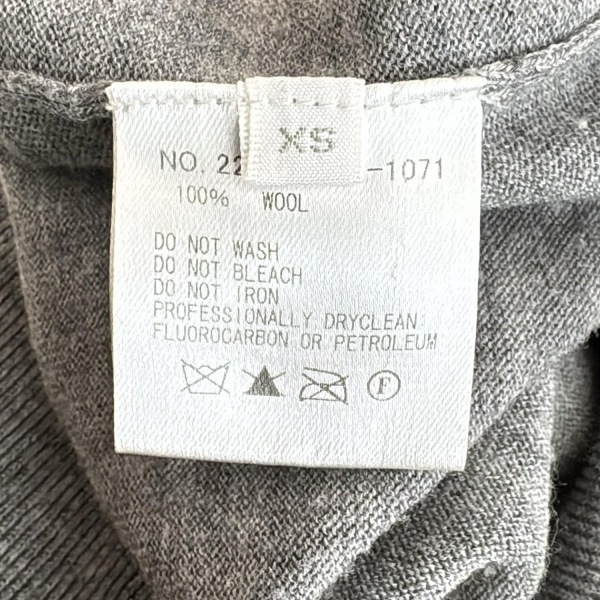 XS
NO. 22 -1071
100% WOOL
DO NOT WASH
DO NOT BLEACH
DO NOT IRON
PROFESSIONALLY DRYCLEAN
FLUOROCARBON OR PETROLEUM
F